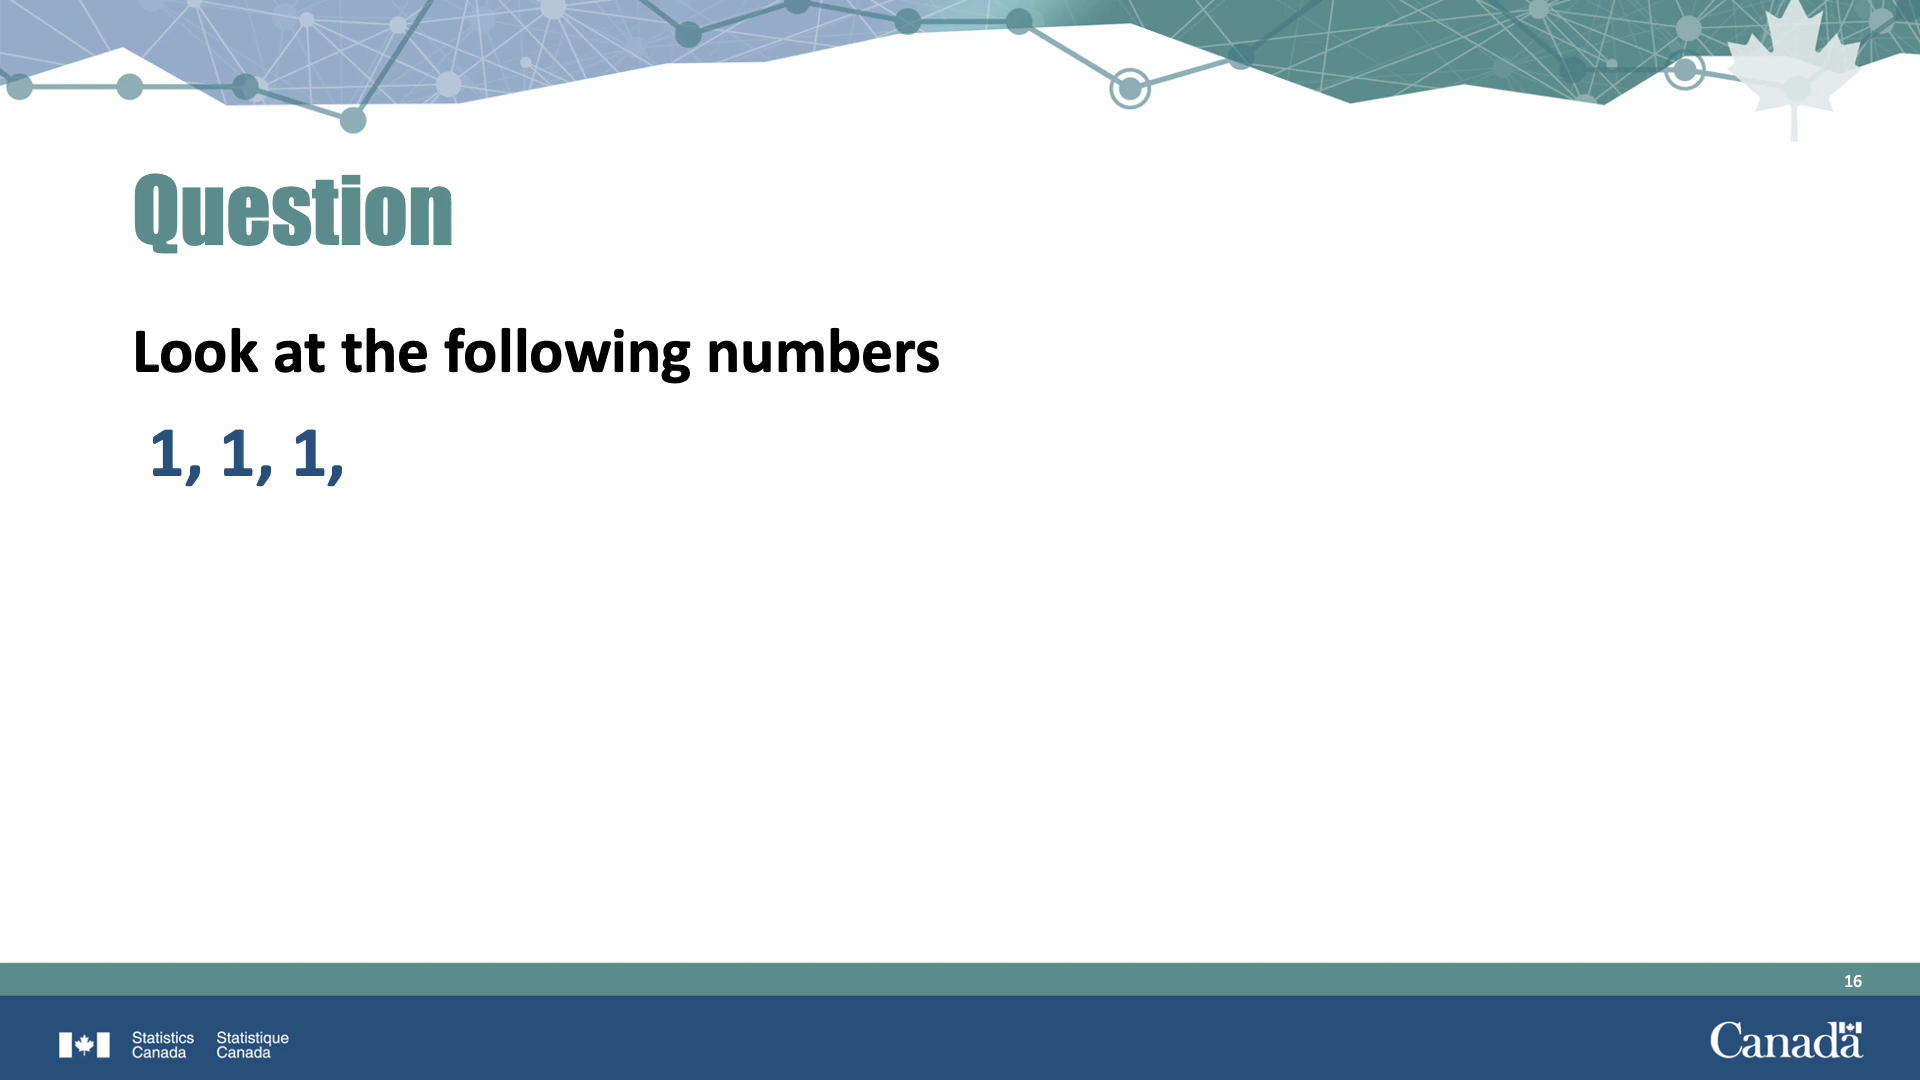 Question
Look at the following numbers
1, 1, 1,
16
Statistics Canada
Statistique Canada
Canada